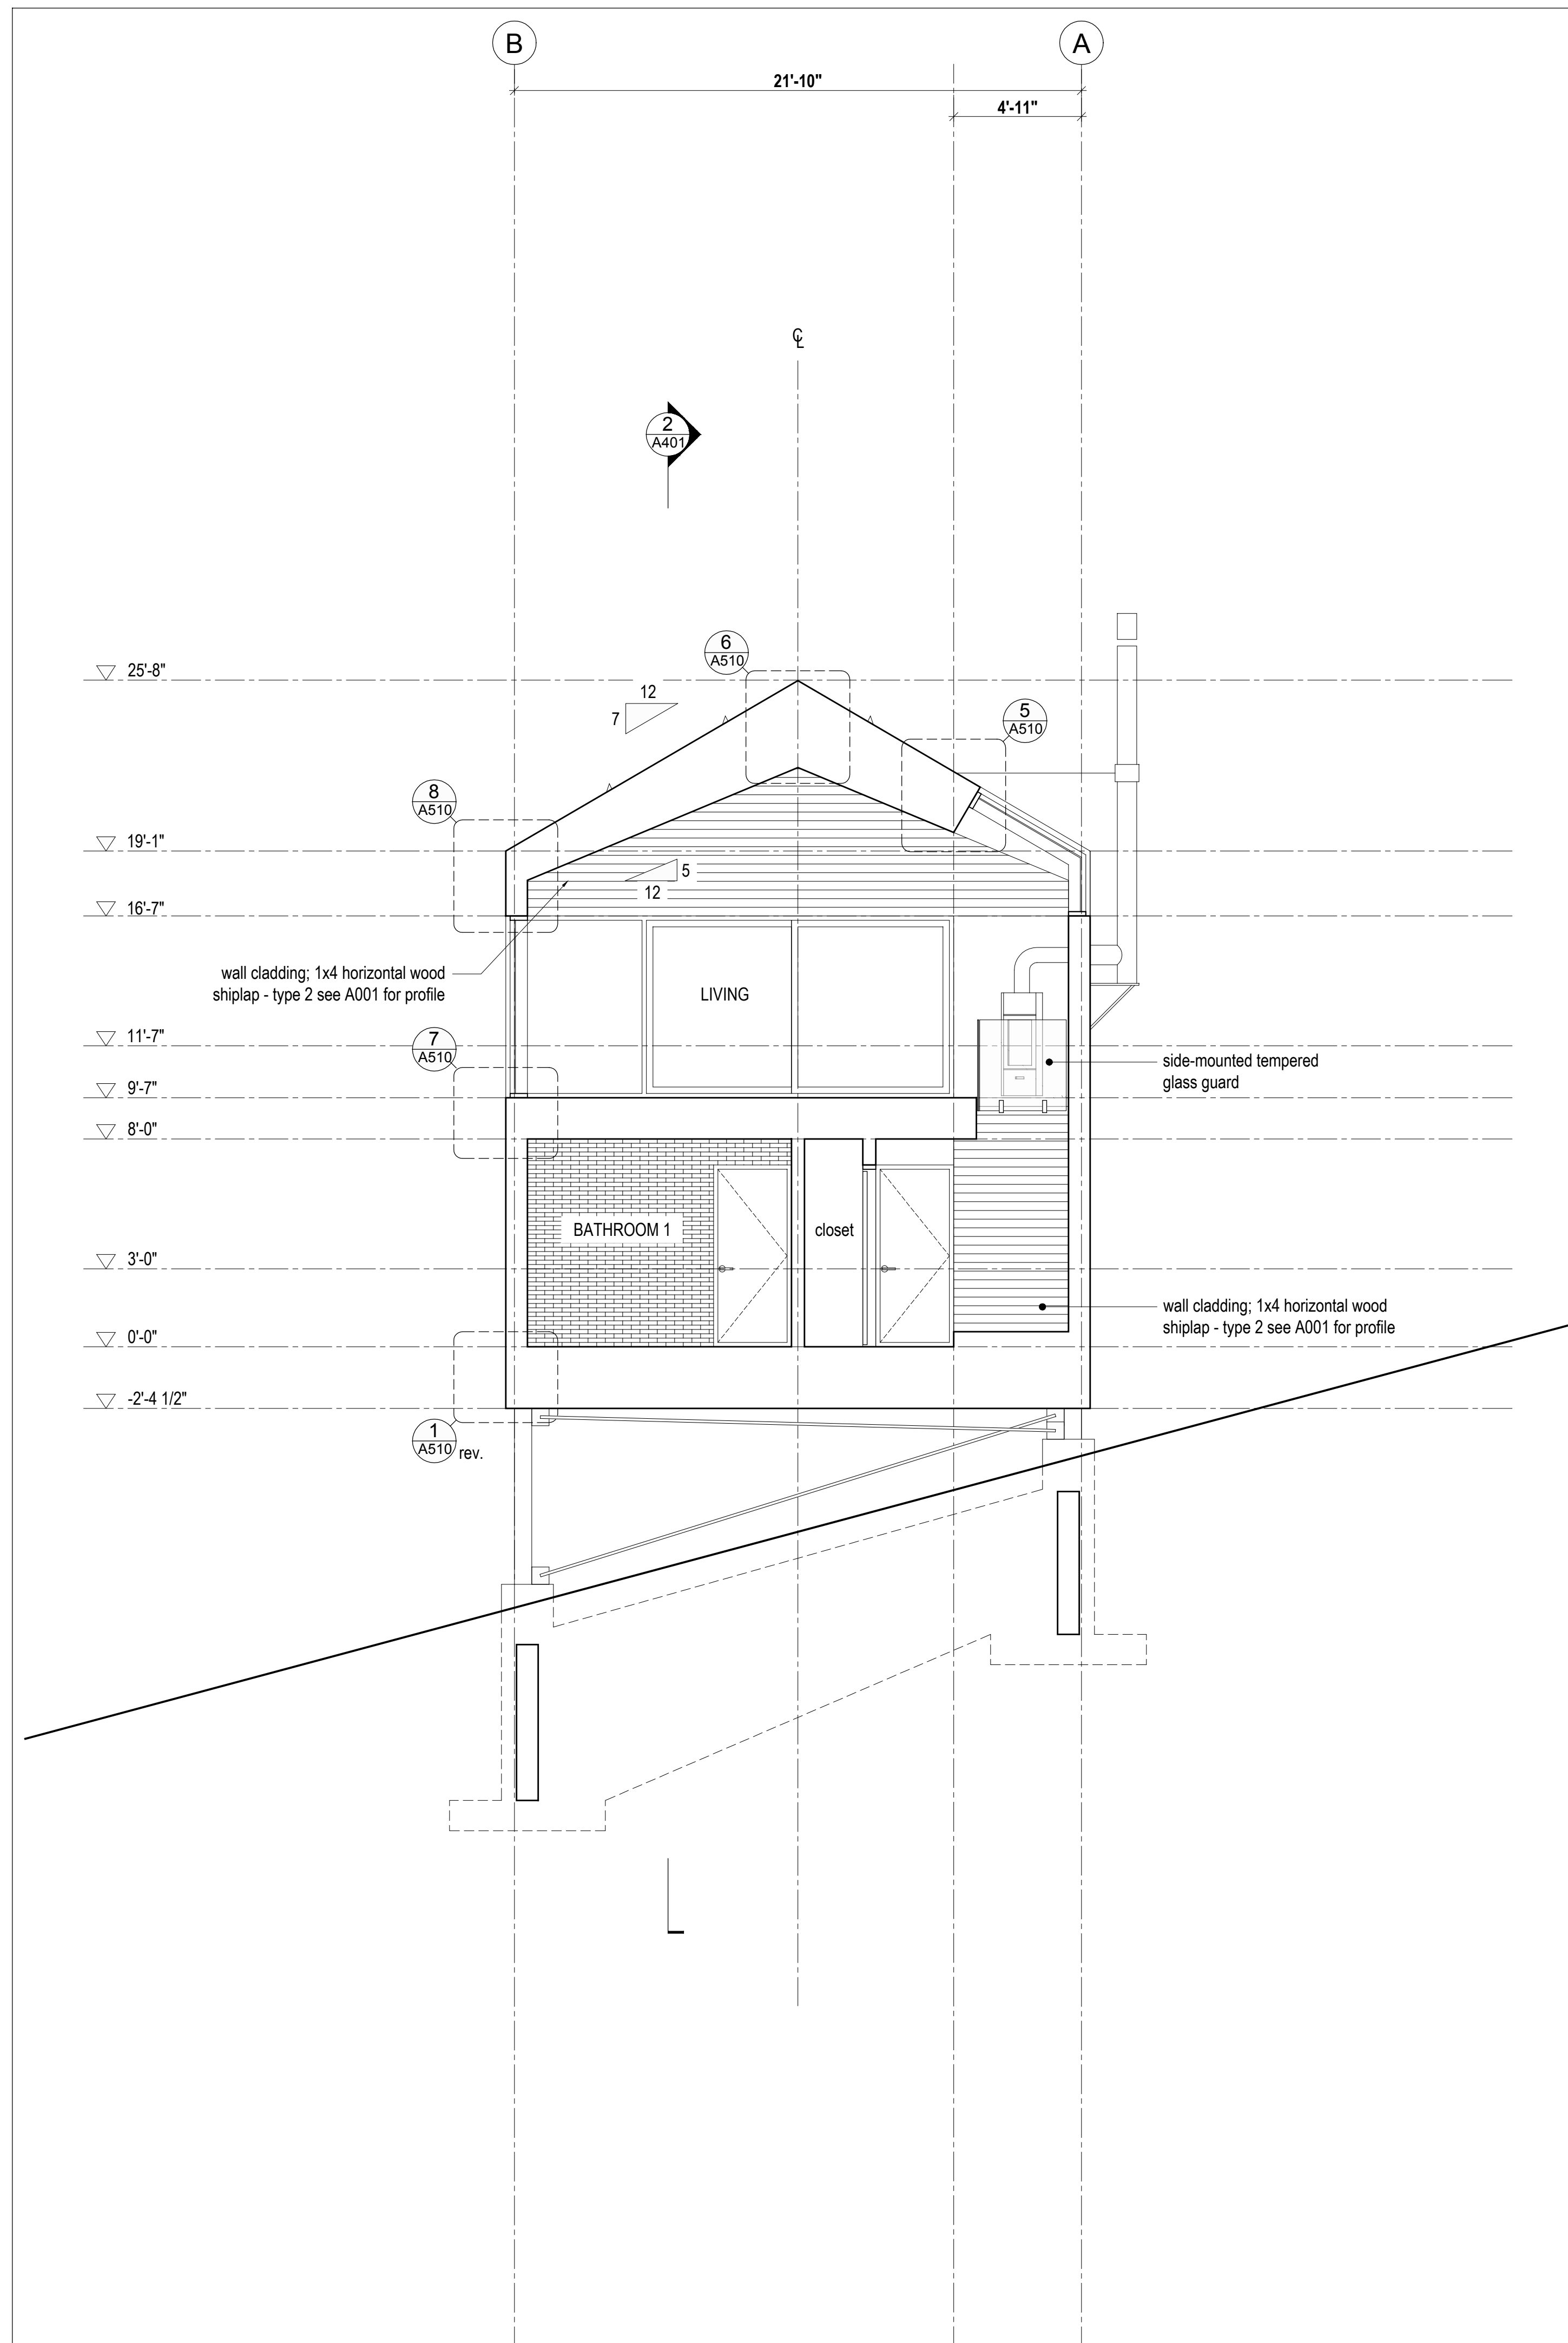 B
A
21'-10"
4'-11"
℄
2
A401
6
A510
25'-8"
12
7
5
A510
8
A510
19'-1"
5
12
16'-7"
wall cladding; 1x4 horizontal wood
shiplap - type 2 see A001 for profile
LIVING
11'-7"
7
A510
side-mounted tempered
glass guard
9'-7"
8'-0"
BATHROOM 1
closet
3'-0"
wall cladding; 1x4 horizontal wood
shiplap - type 2 see A001 for profile
0'-0"
-2'-4 1/2"
1
A510
rev.